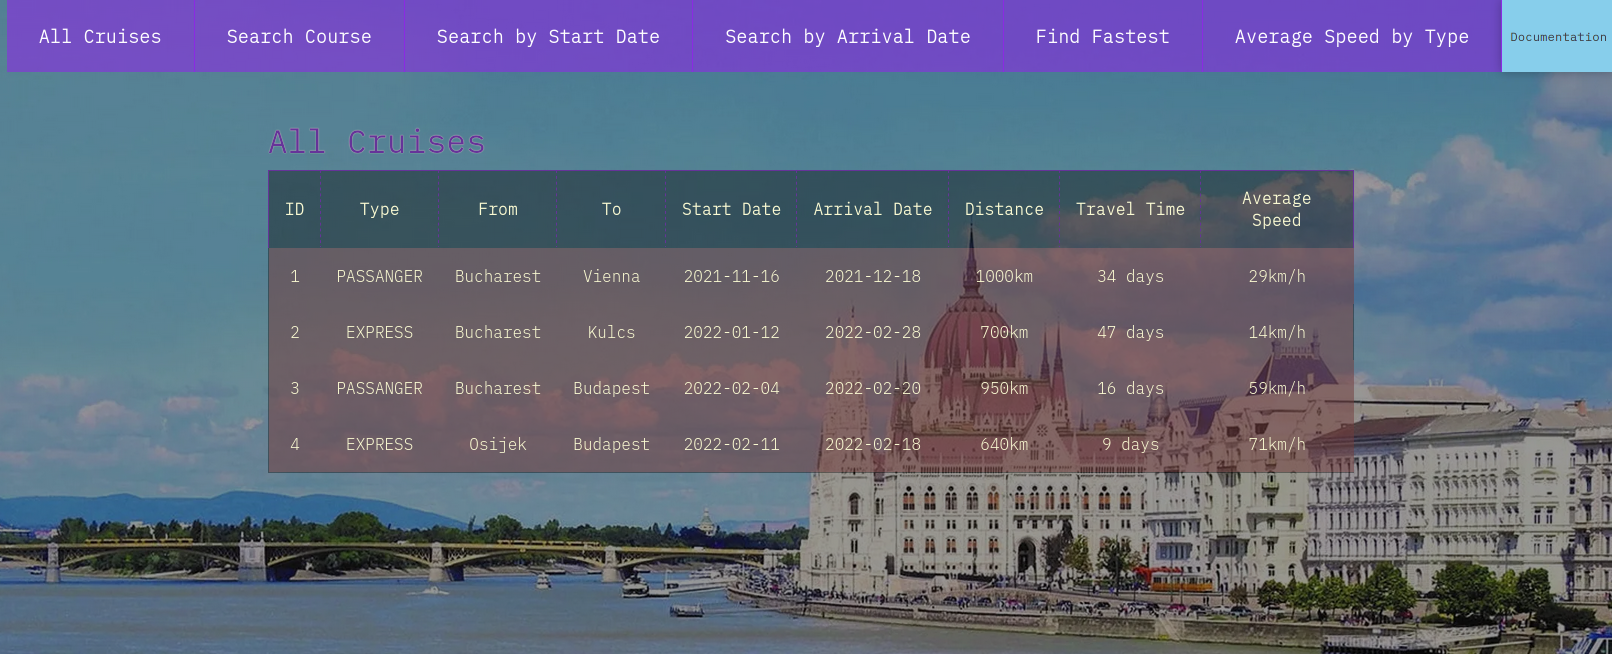 All Cruises Search Course Search by Start Date Search by Arrival Date Find Fastest Average Speed by Type Documentation
All Cruises
ID Type From To Start Date Arrival Date Distance Travel Time Average Speed
1 PASSANGER Bucharest Vienna 2021-11-16 2021-12-18 1000km 34 days 29km/h
2 EXPRESS Bucharest Kulcs 2022-01-12 2022-02-28 700km 47 days 14km/h
3 PASSANGER Bucharest Budapest 2022-02-04 2022-02-20 950km 16 days 59km/h
4 EXPRESS Osijek Budapest 2022-02-11 2022-02-18 640km 9 days 71km/h